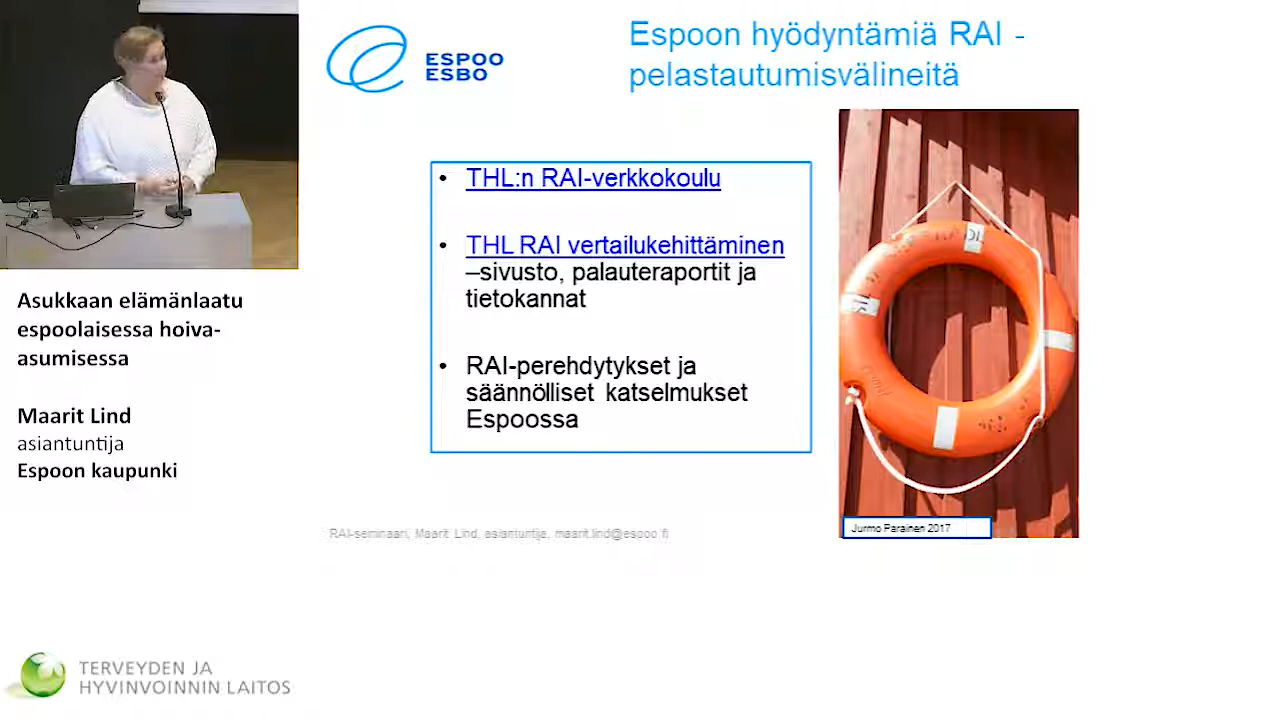 ESPOO
ESBO
Espoon hyödyntämiä RAI -
pelastautumisvälineitä
• THL:n RAI-verkkokoulu
• THL RAI vertailukehittäminen
–sivusto, palauteraportit ja
tietokannat
• RAI-perehdytykset ja
säännölliset katselmukset
Espoossa
Jurmo Parainen 2017
RAI-seminaari, Maarit Lind, asiantuntija, maarit.lind@espoo.fi
Asukkaan elämänlaatu
espoolaisessa hoiva-
asumisessa
Maarit Lind
asiantuntija
Espoon kaupunki
TERVEYDEN JA
HYVINVOINNIN LAITOS